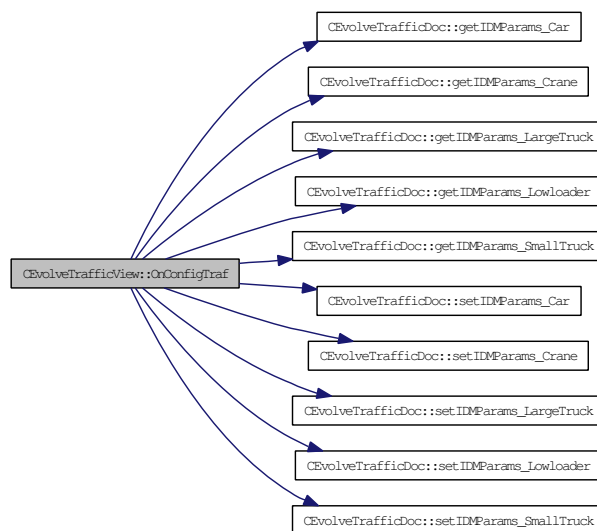 CEvolveTrafficDoc::getIDMParams_Car
CEvolveTrafficDoc::getIDMParams_Crane
CEvolveTrafficDoc::getIDMParams_LargeTruck
CEvolveTrafficDoc::getIDMParams_Lowloader
CEvolveTrafficDoc::getIDMParams_SmallTruck
CEvolveTrafficView::OnConfigTraf
CEvolveTrafficDoc::setIDMParams_Car
CEvolveTrafficDoc::setIDMParams_Crane
CEvolveTrafficDoc::setIDMParams_LargeTruck
CEvolveTrafficDoc::setIDMParams_Lowloader
CEvolveTrafficDoc::setIDMParams_SmallTruck